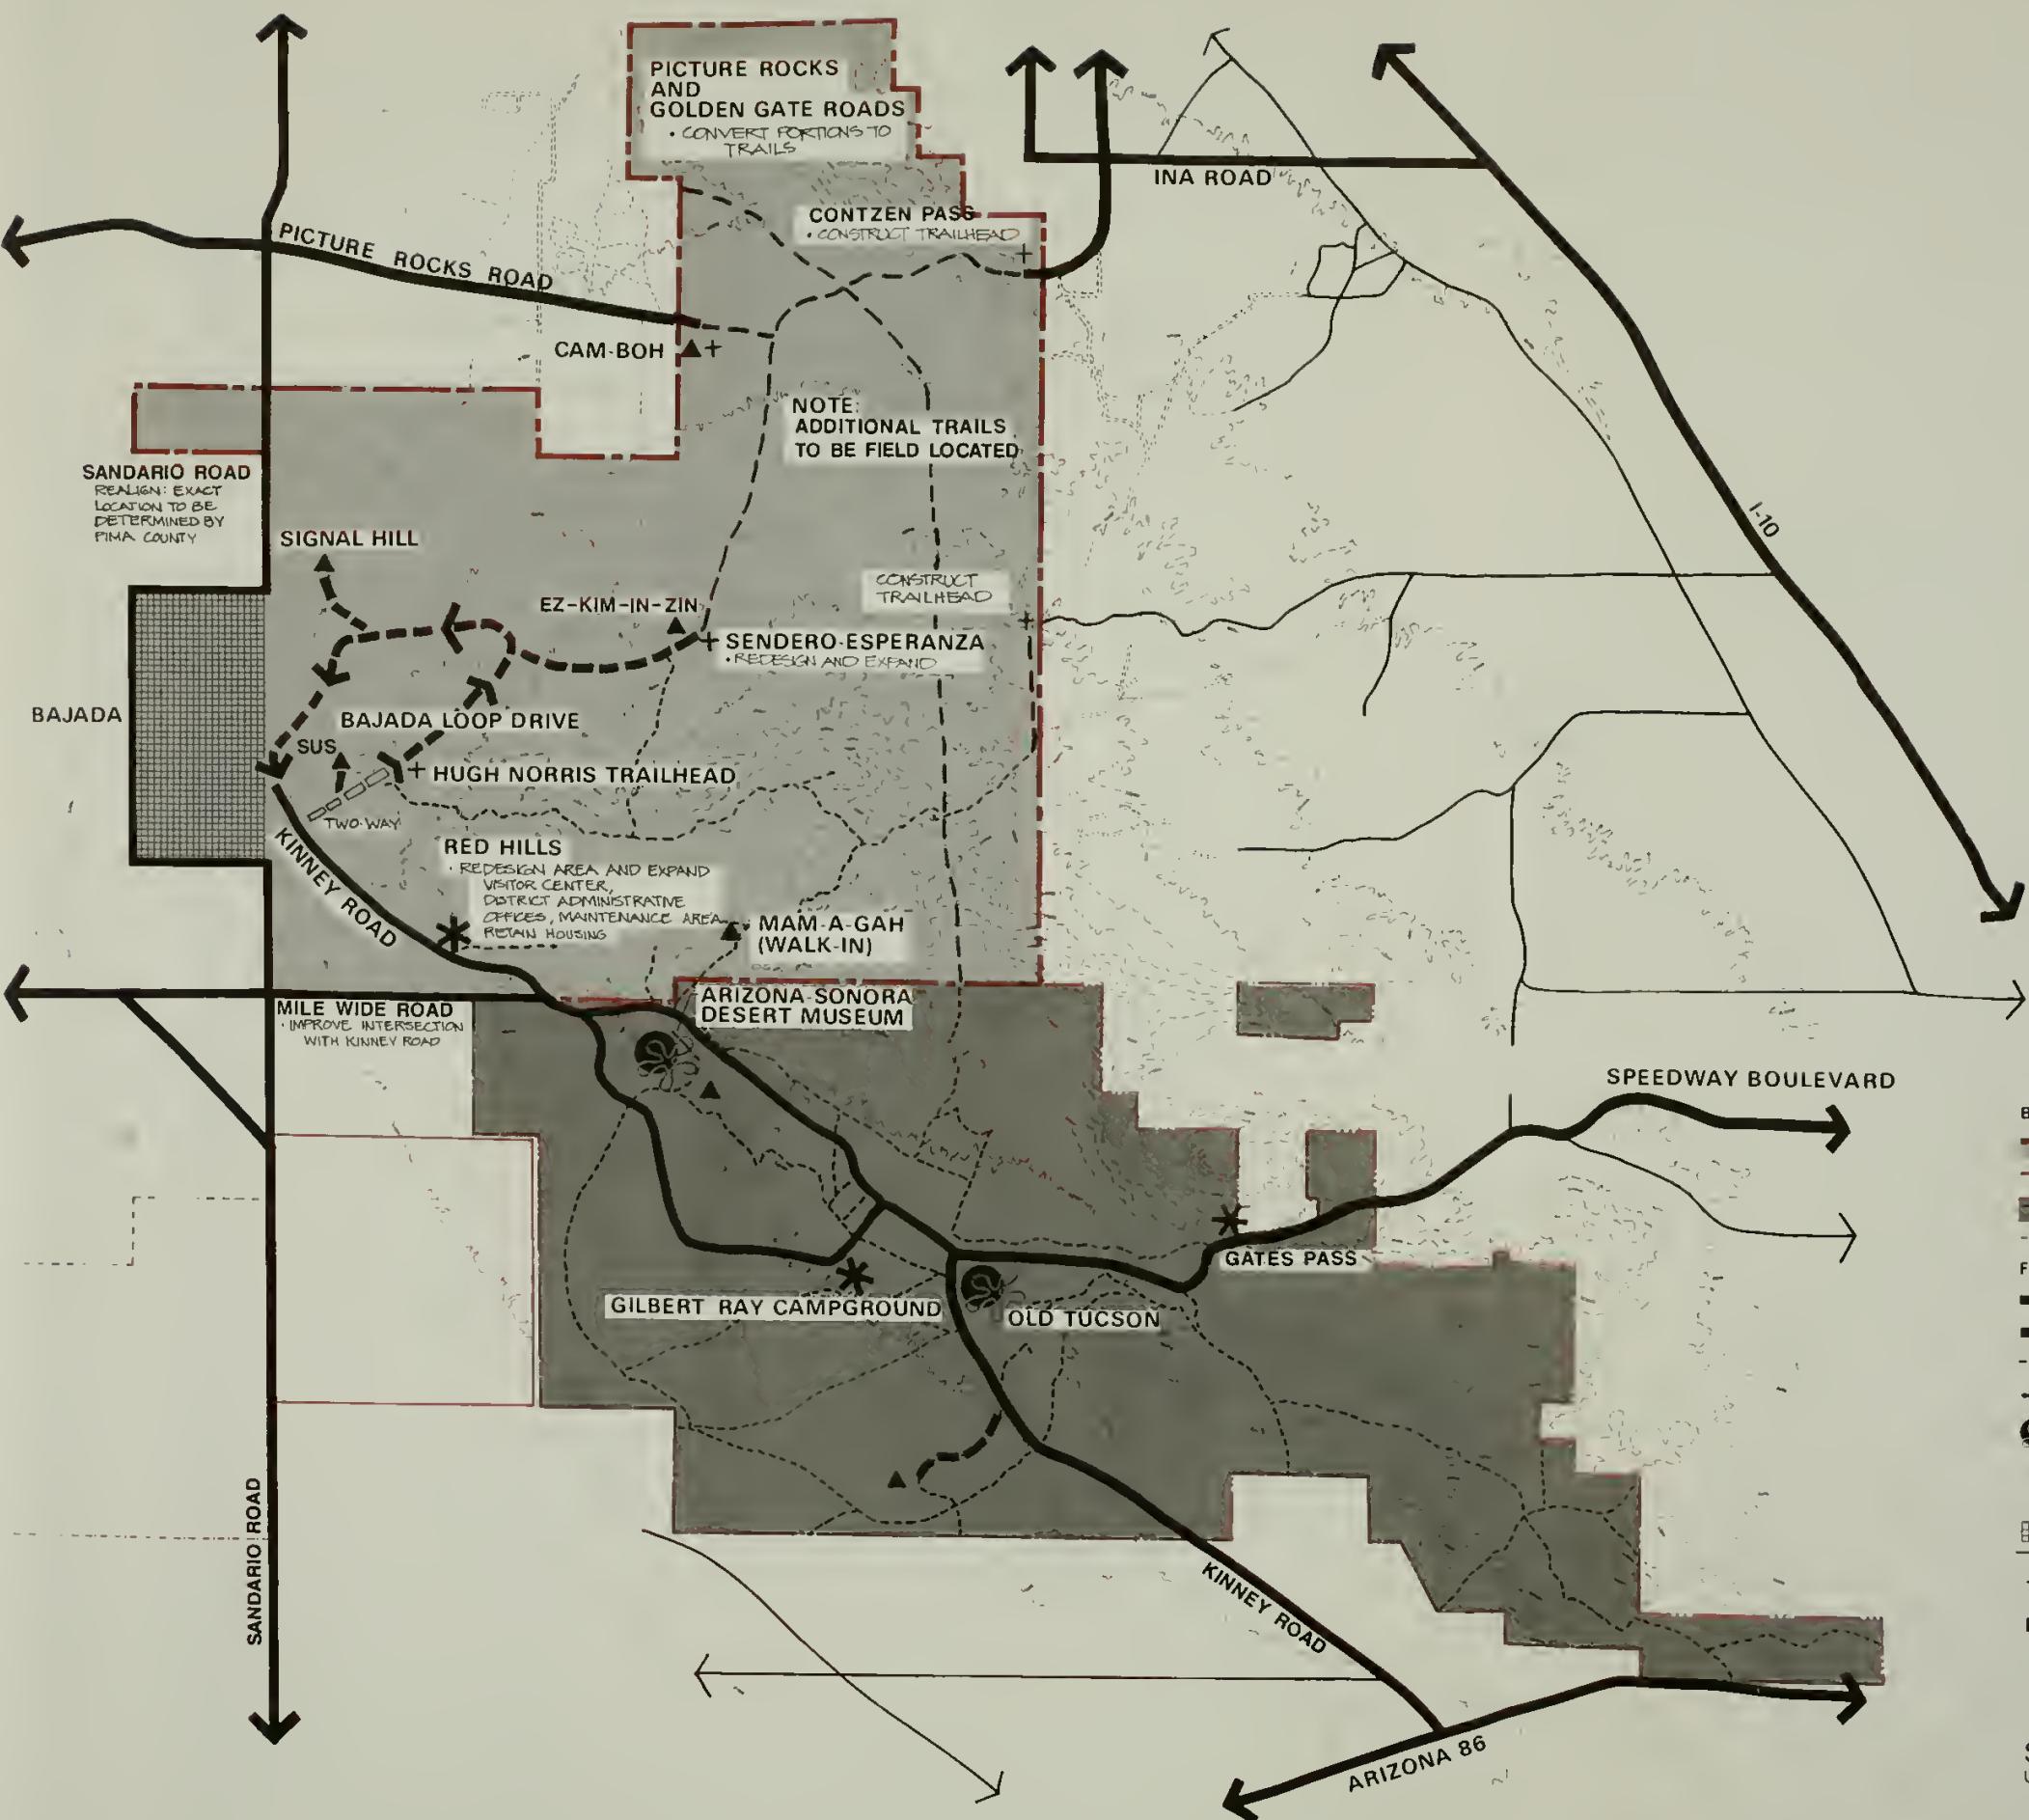 PICTURE ROCKS
AND
GOLDEN GATE ROADS
• CONVERT PORTIONS TO
TRAILS
INA ROAD
CONTZEN PASS
• CONSTRUCT TRAILHEAD
PICTURE ROCKS ROAD
CAM-BOH
NOTE:
ADDITIONAL TRAILS
TO BE FIELD LOCATED
SANDARIO ROAD
REALIGN: EXACT
LOCATION TO BE
DETERMINED BY
PIMA COUNTY
I-10
SIGNAL HILL
CONSTRUCT
TRAILHEAD
EZ-KIM-IN-ZIN
SENDERO-ESPERANZA
• REDESIGN AND EXPAND
BAJADA
BAJADA LOOP DRIVE
SUS
HUGH NORRIS TRAILHEAD
TWO-WAY
KINNEY ROAD
RED HILLS
• REDESIGN AREA AND EXPAND
VISITOR CENTER,
DISTRICT ADMINISTRATIVE
OFFICES, MAINTENANCE AREA
RETAIN HOUSING
MAM-A-GAH
(WALK-IN)
ARIZONA-SONORA
DESERT MUSEUM
MILE WIDE ROAD
• IMPROVE INTERSECTION
WITH KINNEY ROAD
SPEEDWAY BOULEVARD
GATES PASS
GILBERT RAY CAMPGROUND
OLD TUCSON
SANDARIO ROAD
KINNEY ROAD
ARIZONA 86